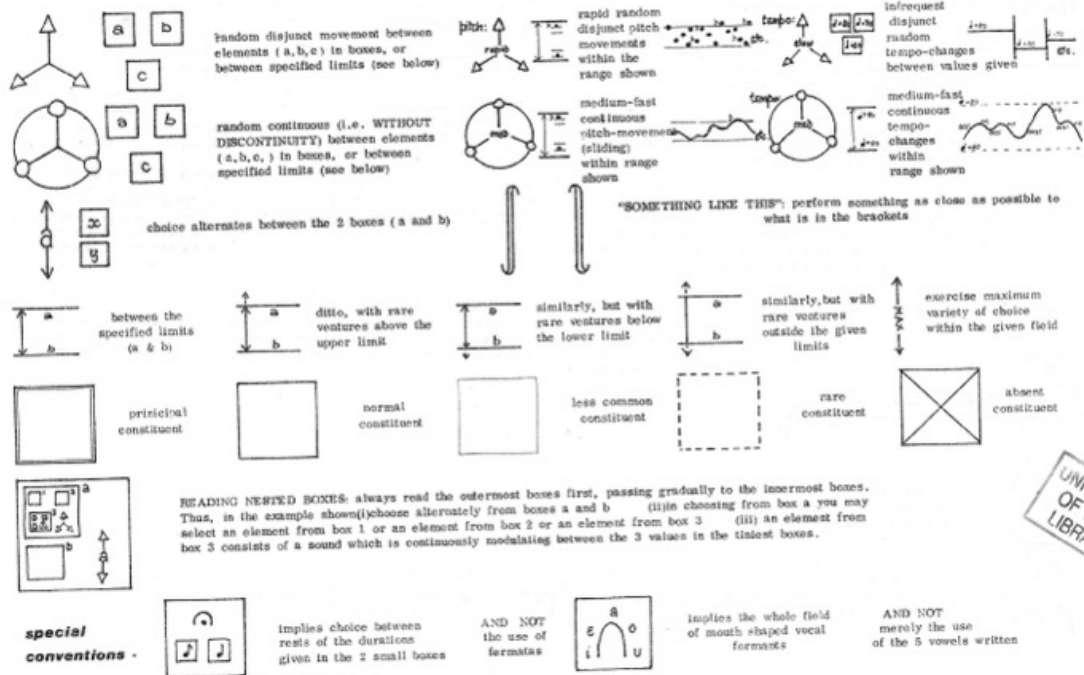 a b
c
random disjunct movement between
elements (a,b,c) in boxes, or
between specified limits (see below)
pitch:
rapid
rapid random
disjunct pitch
movements
within the
range shown
etc.
tempo:
slow
infrequent
disjunct
random
tempo-changes
between values given
etc.
a b
c
random continuous (i.e. WITHOUT
DISCONTINUITY) between elements
(a,b,c,) in boxes, or between
specified limits (see below)
med
medium-fast
continuous
pitch-movement
(sliding)
within range
shown
tempo:
med
medium-fast
continuous
tempo-
changes
within
range shown
a
x
y
choice alternates between the 2 boxes (a and b)
"SOMETHING LIKE THIS": perform something as close as possible to
what is in the brackets
a
b
between the
specified limits
(a & b)
a
b
ditto, with rare
ventures above the
upper limit
a
b
similarly, but with
rare ventures below
the lower limit
a
b
similarly,but with
rare ventures
outside the given
limits
MAX
exercise maximum
variety of choice
within the given field
prinicipal
constituent
normal
constituent
less common
constituent
rare
constituent
absent
constituent
a
b
a
READING NESTED BOXES: always read the outermost boxes first, passing gradually to the innermost boxes.
Thus, in the example shown(i)choose alternately from boxes a and b (ii)in choosing from box a you may
select an element from box 1 or an element from box 2 or an element from box 3 (iii) an element from
box 3 consists of a sound which is continuously modulating between the 3 values in the tiniest boxes.
OF
special
conventions -
implies choice between
rests of the durations
given in the 2 small boxes
AND NOT
the use of
fermatas
a
ε o
i u
implies the whole field
of mouth shaped vocal
formants
AND NOT
merely the use
of the 5 vowels written